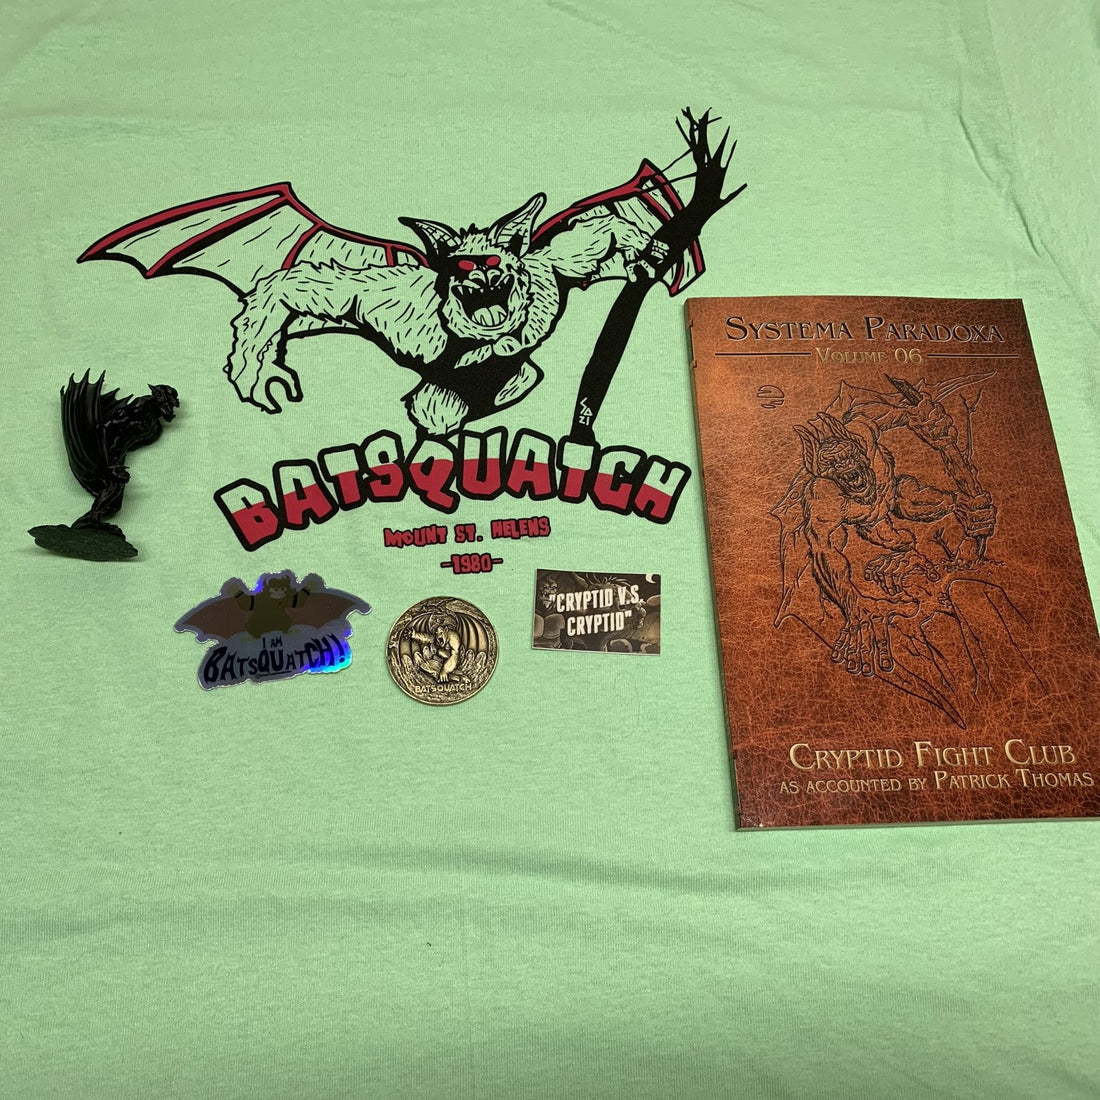 SAZI
BATSQUATCH
MOUNT ST. HELENS
-1980-
I AM
BATSQUATCH!
BATSQUATCH
"CRYPTID V.S.
CRYPTID"
SYSTEMA PARADOXA
VOLUME 06
CRYPTID FIGHT CLUB
AS ACCOUNTED BY PATRICK THOMAS